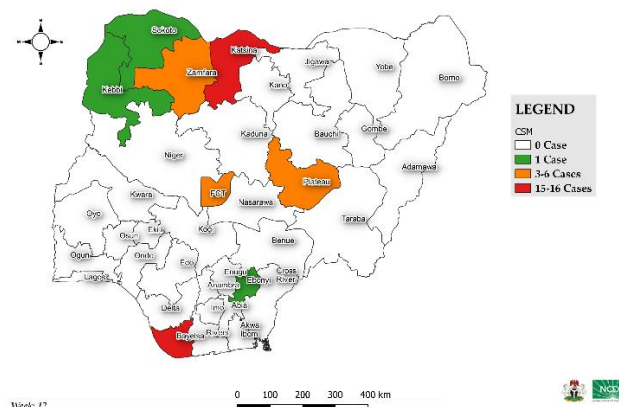 Sokoto
Katsina
Jigawa
Yobe
Borno
Zamfara
Kebbi
Kano
LEGEND
CSM
0 Case
1 Case
3-6 Cases
15-16 Cases
Kaduna
Bauchi
Gombe
Adamawa
Niger
FCT
Plateau
Nasarawa
Taraba
Kwara
Oyo
Kogi
Ekiti
Osun
Benue
Ogun
Ondo
Edo
Lagos
Enugu
Ebonyi
Cross
River
Anambra
Delta
Imo
Abia
Bayelsa
Rivers
Akwa
Ibom
Week: 12
0 100 200 300 400 km
NCDC